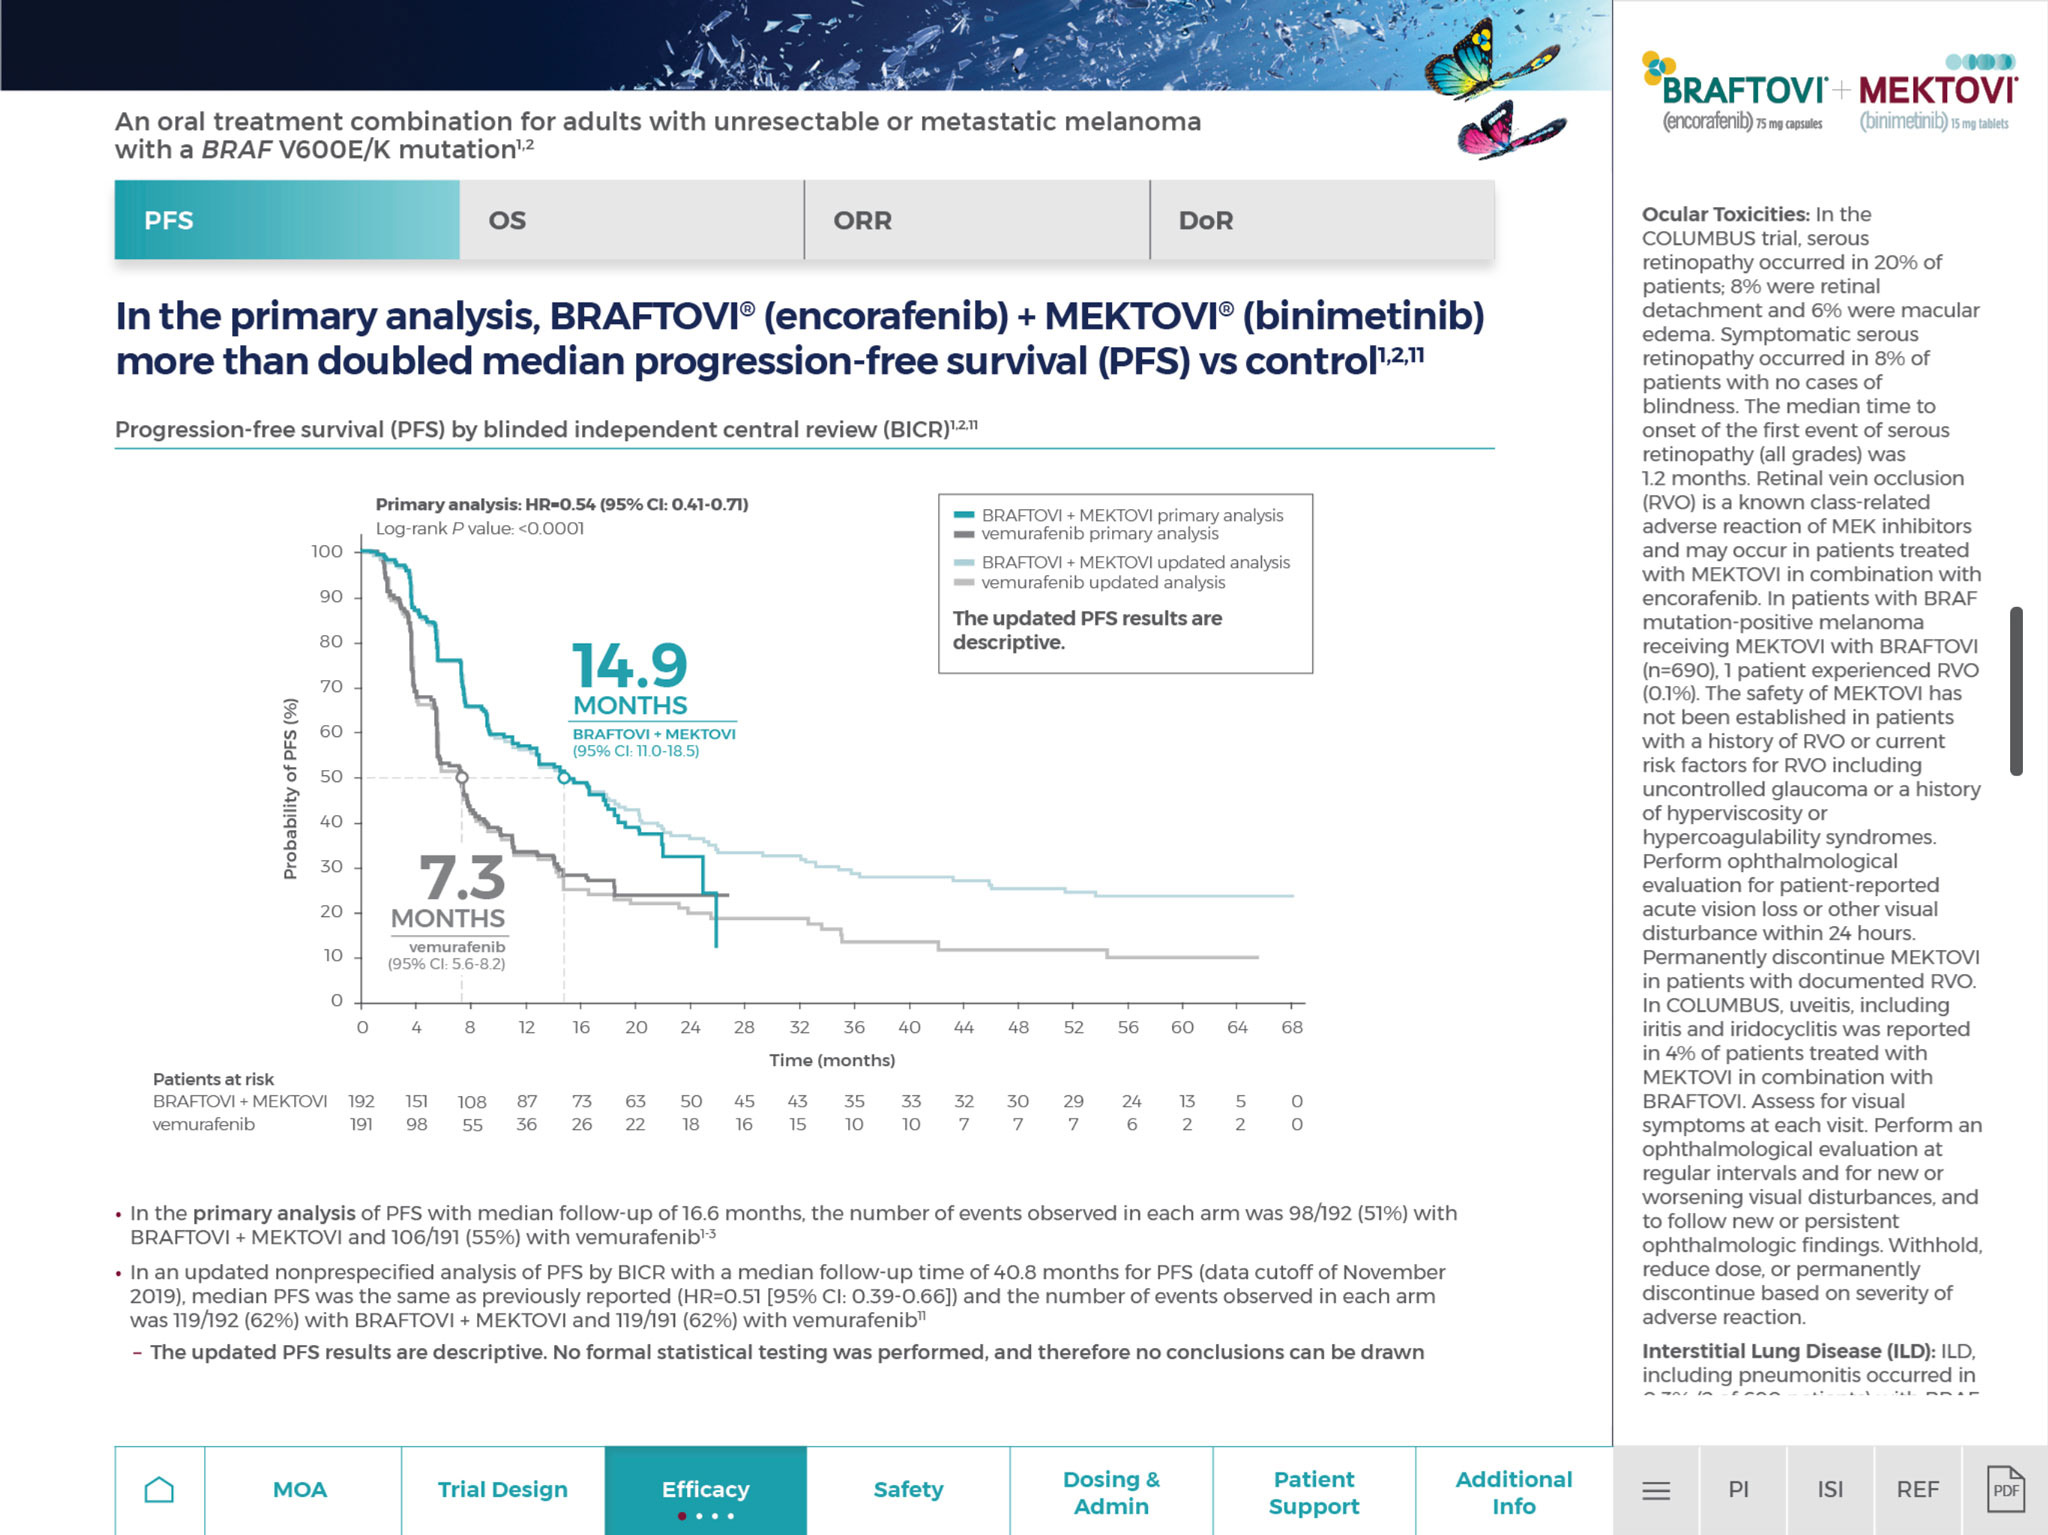 An oral treatment combination for adults with unresectable or metastatic melanoma
with a BRAF V600E/K mutation1,2
PFS
OS
ORR
DoR
In the primary analysis, BRAFTOVI® (encorafenib) + MEKTOVI® (binimetinib)
more than doubled median progression-free survival (PFS) vs control1,2,11
Progression-free survival (PFS) by blinded independent central review (BICR)1,2,11
Primary analysis: HR=0.54 (95% CI: 0.41-0.71)
Log-rank P value: <0.0001
BRAFTOVI + MEKTOVI primary analysis
vemurafenib primary analysis
BRAFTOVI + MEKTOVI updated analysis
vemurafenib updated analysis
The updated PFS results are
descriptive.
Probability of PFS (%)
100
90
80
70
60
50
40
30
20
10
0
14.9
MONTHS
BRAFTOVI + MEKTOVI
(95% CI: 11.0-18.5)
7.3
MONTHS
vemurafenib
(95% CI: 5.6-8.2)
0 4 8 12 16 20 24 28 32 36 40 44 48 52 56 60 64 68
Time (months)
Patients at risk
BRAFTOVI + MEKTOVI 192 151 108 87 73 63 50 45 43 35 33 32 30 29 24 13 5 0
vemurafenib 191 98 55 36 26 22 18 16 15 10 10 7 7 7 6 2 2 0
• In the primary analysis of PFS with median follow-up of 16.6 months, the number of events observed in each arm was 98/192 (51%) with
BRAFTOVI + MEKTOVI and 106/191 (55%) with vemurafenib1-3
• In an updated nonprespecified analysis of PFS by BICR with a median follow-up time of 40.8 months for PFS (data cutoff of November
2019), median PFS was the same as previously reported (HR=0.51 [95% CI: 0.39-0.66]) and the number of events observed in each arm
was 119/192 (62%) with BRAFTOVI + MEKTOVI and 119/191 (62%) with vemurafenib11
– The updated PFS results are descriptive. No formal statistical testing was performed, and therefore no conclusions can be drawn
BRAFTOVI® + MEKTOVI®
(encorafenib) 75 mg capsules (binimetinib) 15 mg tablets
Ocular Toxicities: In the
COLUMBUS trial, serous
retinopathy occurred in 20% of
patients; 8% were retinal
detachment and 6% were macular
edema. Symptomatic serous
retinopathy occurred in 8% of
patients with no cases of
blindness. The median time to
onset of the first event of serous
retinopathy (all grades) was
1.2 months. Retinal vein occlusion
(RVO) is a known class-related
adverse reaction of MEK inhibitors
and may occur in patients treated
with MEKTOVI in combination with
encorafenib. In patients with BRAF
mutation-positive melanoma
receiving MEKTOVI with BRAFTOVI
(n=690), 1 patient experienced RVO
(0.1%). The safety of MEKTOVI has
not been established in patients
with a history of RVO or current
risk factors for RVO including
uncontrolled glaucoma or a history
of hyperviscosity or
hypercoagulability syndromes.
Perform ophthalmological
evaluation for patient-reported
acute vision loss or other visual
disturbance within 24 hours.
Permanently discontinue MEKTOVI
in patients with documented RVO.
In COLUMBUS, uveitis, including
iritis and iridocyclitis was reported
in 4% of patients treated with
MEKTOVI in combination with
BRAFTOVI. Assess for visual
symptoms at each visit. Perform an
ophthalmological evaluation at
regular intervals and for new or
worsening visual disturbances, and
to follow new or persistent
ophthalmologic findings. Withhold,
reduce dose, or permanently
discontinue based on severity of
adverse reaction.
Interstitial Lung Disease (ILD): ILD,
including pneumonitis occurred in
MOA
Trial Design
Efficacy
Safety
Dosing &
Admin
Patient
Support
Additional
Info
PI
ISI
REF
PDF